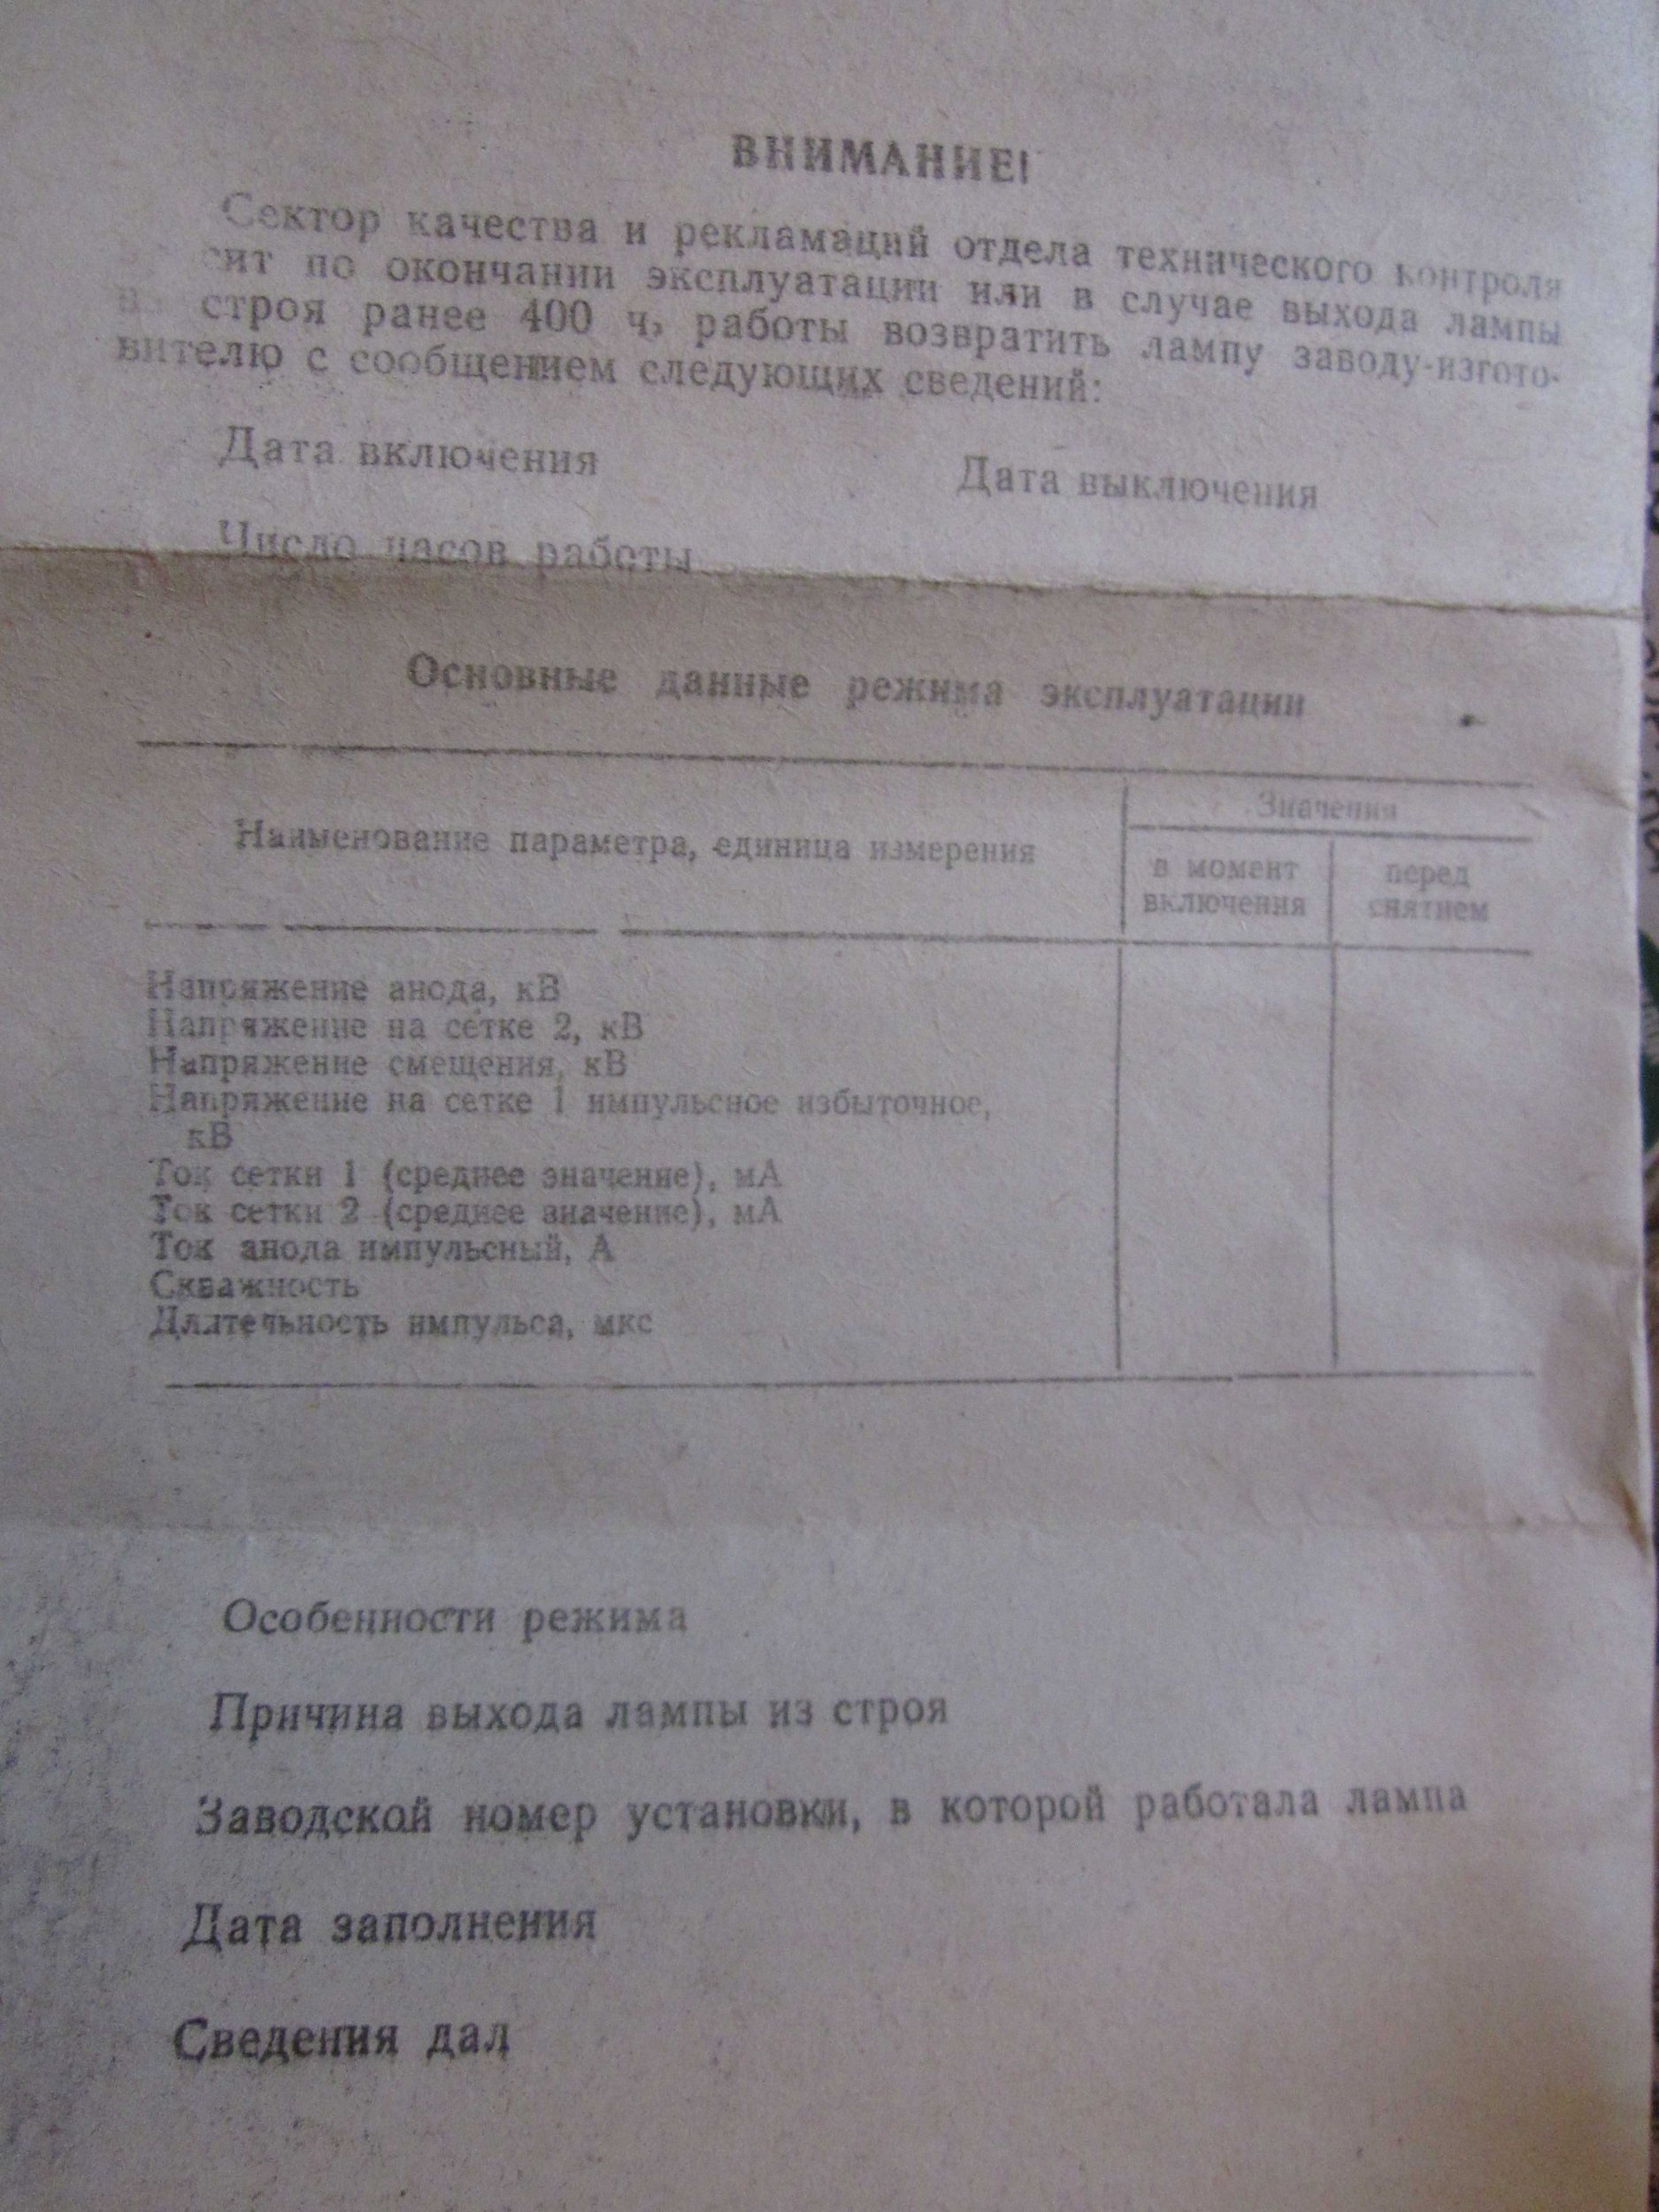 ВНИМАНИЕ!
Сектор качества и рекламаций отдела технического контроля
сит по окончании эксплуатации или в случае выхода лампы
строя ранее 400 ч, работы возвратить лампу заводу-изгото-
вителю с сообщением следующих сведений:
Дата включения Дата выключения
Число часов работы
Основные данные режима эксплуатации
Наименование параметра, единица измерения
Значения
в момент включения
перед снятием
Напряжение анода, кВ
Напряжение на сетке 2, кВ
Напряжение смещения, кВ
Напряжение на сетке 1 импульсное избыточное,
кВ
Ток сетки 1 (среднее значение), мА
Ток сетки 2 (среднее значение), мА
Ток анода импульсный, А
Скважность
Длительность импульса, мкс
Особенности режима
Причина выхода лампы из строя
Заводской номер установки, в которой работала лампа
Дата заполнения
Сведения дал